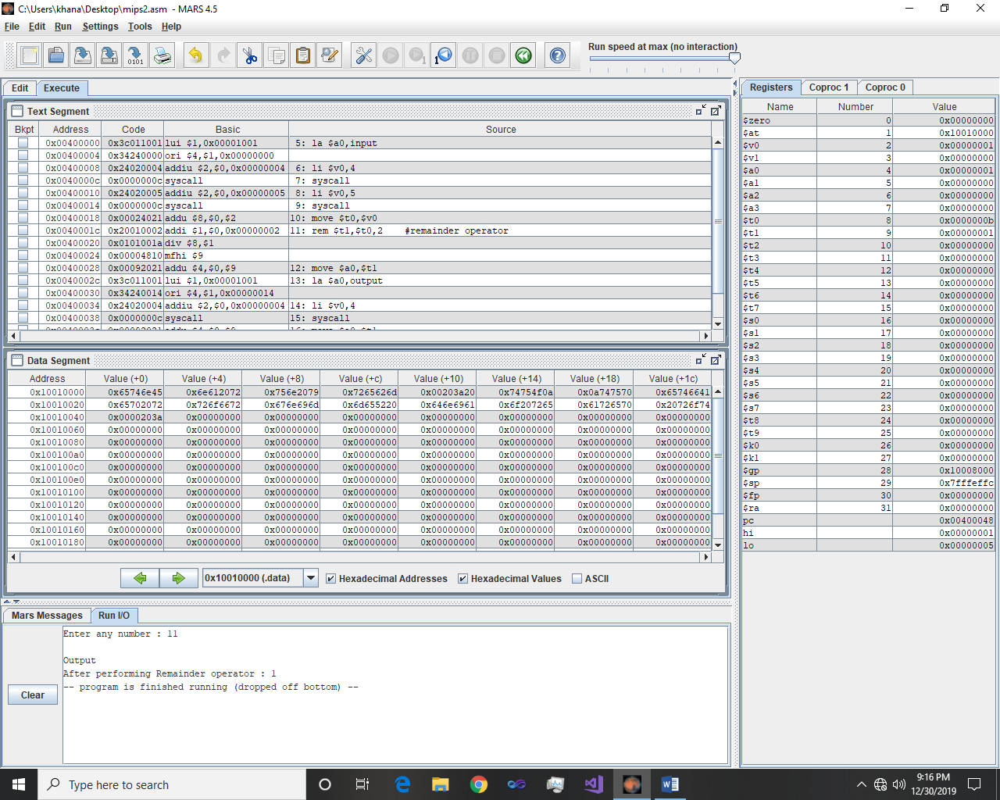 C:\Users\khana\Desktop\mips2.asm - MARS 4.5
File Edit Run Settings Tools Help
Run speed at max (no interaction)
Edit Execute
Text Segment
Bkpt Address Code Basic Source
0x00400000 0x3c011001 lui $1,0x00001001 5: la $a0,input
0x00400004 0x34240000 ori $4,$1,0x00000000
0x00400008 0x24020004 addiu $2,$0,0x00000004 6: li $v0,4
0x0040000c 0x0000000c syscall 7: syscall
0x00400010 0x24020005 addiu $2,$0,0x00000005 8: li $v0,5
0x00400014 0x0000000c syscall 9: syscall
0x00400018 0x00024021 addu $8,$0,$2 10: move $t0,$v0
0x0040001c 0x20010002 addi $1,$0,0x00000002 11: rem $t1,$t0,2 #remainder operator
0x00400020 0x0101001a div $8,$1
0x00400024 0x00004810 mfhi $9
0x00400028 0x00092021 addu $4,$0,$9 12: move $a0,$t1
0x0040002c 0x3c011001 lui $1,0x00001001 13: la $a0,output
0x00400030 0x34240014 ori $4,$1,0x00000014
0x00400034 0x24020004 addiu $2,$0,0x00000004 14: li $v0,4
0x00400038 0x0000000c syscall 15: syscall
Data Segment
Address Value (+0) Value (+4) Value (+8) Value (+c) Value (+10) Value (+14) Value (+18) Value (+1c)
0x10010000 0x65746e45 0x6e612072 0x756e2079 0x7265626d 0x00203a20 0x74754f0a 0x0a747570 0x65746641
0x10010020 0x65702072 0x726f6672 0x676e696d 0x6d655220 0x646e6961 0x6f207265 0x61726570 0x20726f74
0x10010040 0x0000203a 0x00000000 0x00000000 0x00000000 0x00000000 0x00000000 0x00000000 0x00000000
0x10010060 0x00000000 0x00000000 0x00000000 0x00000000 0x00000000 0x00000000 0x00000000 0x00000000
0x10010080 0x00000000 0x00000000 0x00000000 0x00000000 0x00000000 0x00000000 0x00000000 0x00000000
0x100100a0 0x00000000 0x00000000 0x00000000 0x00000000 0x00000000 0x00000000 0x00000000 0x00000000
0x100100c0 0x00000000 0x00000000 0x00000000 0x00000000 0x00000000 0x00000000 0x00000000 0x00000000
0x100100e0 0x00000000 0x00000000 0x00000000 0x00000000 0x00000000 0x00000000 0x00000000 0x00000000
0x10010100 0x00000000 0x00000000 0x00000000 0x00000000 0x00000000 0x00000000 0x00000000 0x00000000
0x10010120 0x00000000 0x00000000 0x00000000 0x00000000 0x00000000 0x00000000 0x00000000 0x00000000
0x10010140 0x00000000 0x00000000 0x00000000 0x00000000 0x00000000 0x00000000 0x00000000 0x00000000
0x10010160 0x00000000 0x00000000 0x00000000 0x00000000 0x00000000 0x00000000 0x00000000 0x00000000
0x10010180 0x00000000 0x00000000 0x00000000 0x00000000 0x00000000 0x00000000 0x00000000 0x00000000
0x10010000 (.data) Hexadecimal Addresses Hexadecimal Values ASCII
Mars Messages Run I/O
Clear
Enter any number : 11
Output
After performing Remainder operator : 1
-- program is finished running (dropped off bottom) --
Registers Coproc 1 Coproc 0
Name Number Value
$zero 0 0x00000000
$at 1 0x10010000
$v0 2 0x00000001
$v1 3 0x00000000
$a0 4 0x00000001
$a1 5 0x00000000
$a2 6 0x00000000
$a3 7 0x00000000
$t0 8 0x0000000b
$t1 9 0x00000001
$t2 10 0x00000000
$t3 11 0x00000000
$t4 12 0x00000000
$t5 13 0x00000000
$t6 14 0x00000000
$t7 15 0x00000000
$s0 16 0x00000000
$s1 17 0x00000000
$s2 18 0x00000000
$s3 19 0x00000000
$s4 20 0x00000000
$s5 21 0x00000000
$s6 22 0x00000000
$s7 23 0x00000000
$t8 24 0x00000000
$t9 25 0x00000000
$k0 26 0x00000000
$k1 27 0x00000000
$gp 28 0x10008000
$sp 29 0x7fffeffc
$fp 30 0x00000000
$ra 31 0x00000000
pc 0x00400048
hi 0x00000001
lo 0x00000005
Type here to search
9:16 PM
12/30/2019